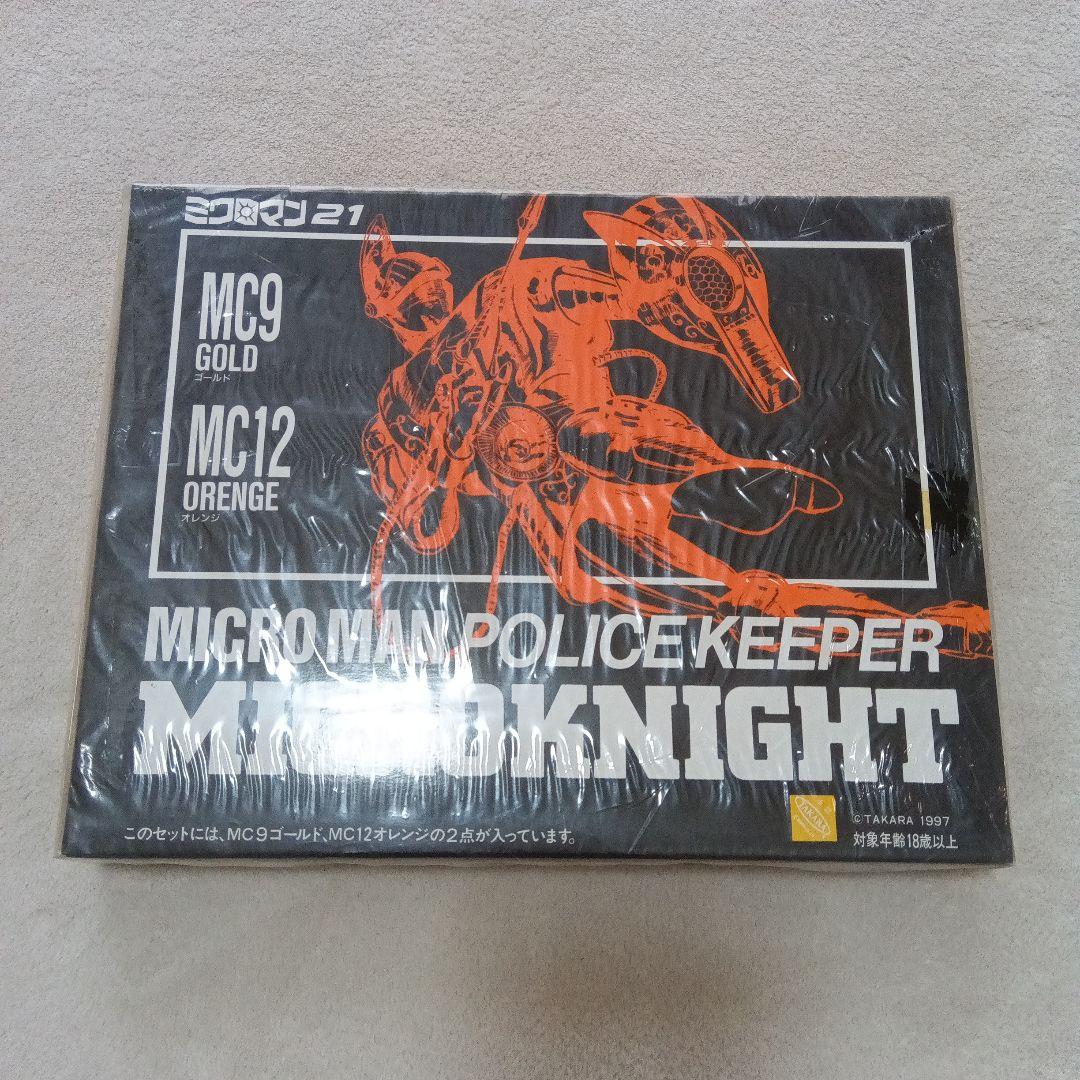 ミクロマン21
MC9
GOLD
ゴールド
MC12
ORENGE
オレンジ
MICROMAN POLICE KEEPER
MICROKNIGHT
TAKARA
©TAKARA 1997
このセットには、MC9ゴールド、MC12オレンジの2点が入っています。
対象年齢18歳以上